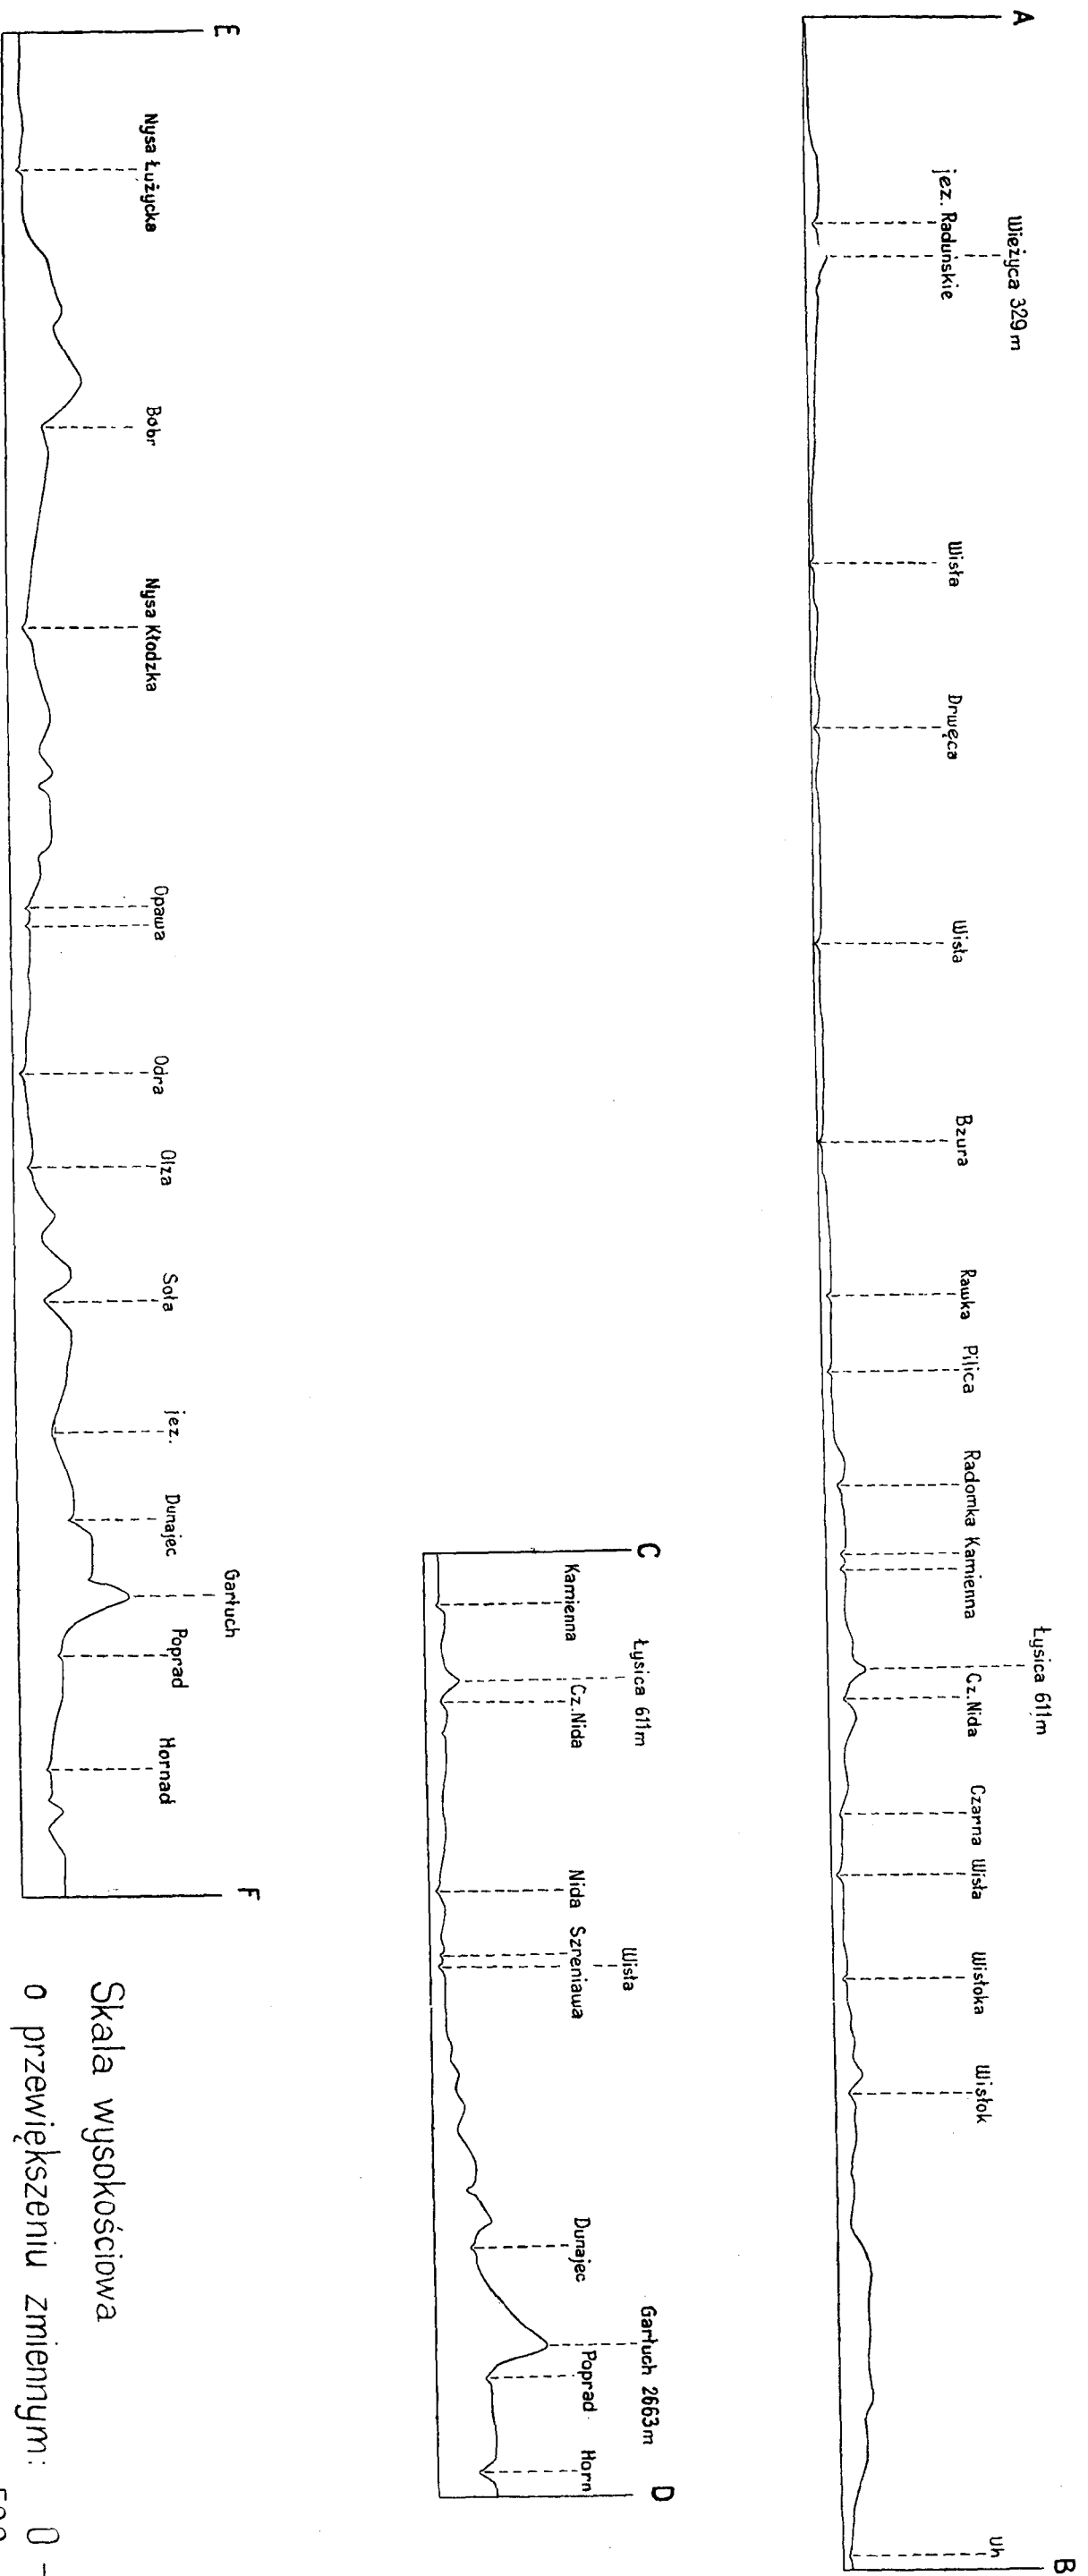 A
Wieżyca 329 m
jez. Raduńskie
Wisła
Drwęca
Wisła
Bzura
Rawka
Pilica
Radomka
Kamienna
Łysica 611m
Cz.Nida
Czarna
Wisła
Wisłoka
Wisłok
Uh
B
C
Kamienna
Łysica 611m
Cz.Nida
Nida
Szreniawa
Wisła
Dunajec
Garłuch 2663m
Poprad
Horn
D
E
Nysa Łużycka
Bobr
Nysa Kłodzka
Opawa
Odra
Olza
Soła
jez.
Dunajec
Garłuch
Poprad
Hornad
F
Skala wysokościowa
o przewiększeniu zmiennym: 0 -